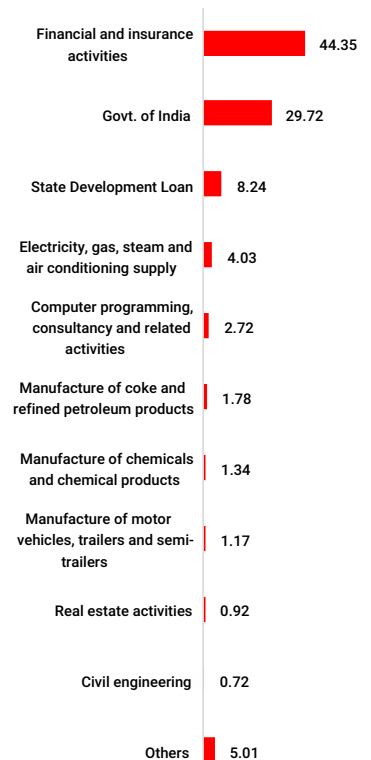 Financial and insurance
activities
44.35
Govt. of India
29.72
State Development Loan
8.24
Electricity, gas, steam and
air conditioning supply
4.03
Computer programming,
consultancy and related
activities
2.72
Manufacture of coke and
refined petroleum products
1.78
Manufacture of chemicals
and chemical products
1.34
Manufacture of motor
vehicles, trailers and semi-
trailers
1.17
Real estate activities
0.92
Civil engineering
0.72
Others
5.01